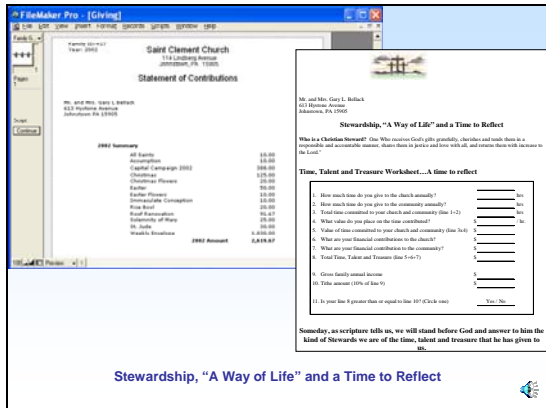 FileMaker Pro - [Giving]
File Edit View Insert Format Records Scripts Window Help
Family S...
Pages
1
Script
Continue
Year: 2002
Saint Clement Church
114 Lindberg Avenue
Johnstown, PA 15905
Statement of Contributions
Mr. and Mrs. Gary L Bellack
613 Hystone Avenue
Johnstown PA 15905
2002 Summary
All Saints 10.00
Assumption 10.00
Capital Campaign 2002
Christmas 125.00
Christmas Flowers 20.00
Easter 50.00
Easter Flowers 10.00
Immaculate Conception 10.00
Rice Bowl 20.00
Roof Renovation 91.67
Solemnity of Mary 25.00
St. Jude 30.00
Weekly Envelope
2002 Amount 2,619.67
100 Preview
Mr. and Mrs. Gary L. Bellack
613 Hystone Avenue
Johnstown, PA 15905
Stewardship, “A Way of Life” and a Time to Reflect
Who is a Christian Steward? One Who receives God's gifts gratefully, cherishes and tends them in a
responsible and accountable manner, shares them in justice and love with all, and returns them with increase to
the Lord."
Time, Talent and Treasure Worksheet…A time to reflect
1. How much time do you give to the church annually? hrs
2. How much time do you give to the community annually? hrs
3. Total time committed to your church and community (line 1+2) hrs
4. What value do you place on the time contributed? $ / hr.
5. Value of time committed to your church and community (line 3x4) $
6. What are your financial contributions to the church? $
7. What are your financial contributions to the community? $
8. Total Time, Talent and Treasure (line 5+6+7) $
9. Gross family annual income $
10. Tithe amount (10% of line 9) $
11. Is your line 8 greater than or equal to line 10? (Circle one) Yes / No
Someday, as scripture tells us, we will stand before God and answer to him the
kind of Stewards we are of the time, talent and treasure that he has given to
us.
Stewardship, “A Way of Life” and a Time to Reflect